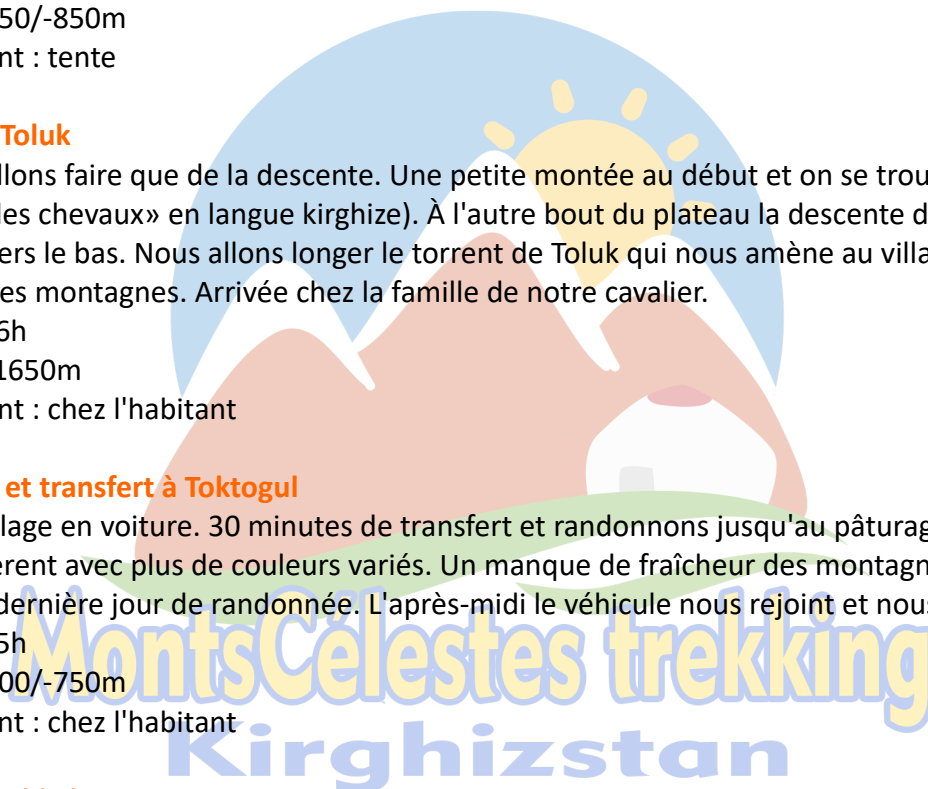 50/-850m
nt : tente
Toluk
llons faire que de la descente. Une petite montée au début et on se trou
les chevaux» en langue kirghize). À l'autre bout du plateau la descente d
ers le bas. Nous allons longer le torrent de Toluk qui nous amène au villa
es montagnes. Arrivée chez la famille de notre cavalier.
6h
1650m
nt : chez l'habitant
et transfert à Toktogul
lage en voiture. 30 minutes de transfert et randonnons jusqu'au pâturag
érent avec plus de couleurs variés. Un manque de fraîcheur des montagn
dernière jour de randonnée. L'après-midi le véhicule nous rejoint et nous
5h
00/-750m
nt : chez l'habitant
MontsCélestes trekking
Kirghizstan